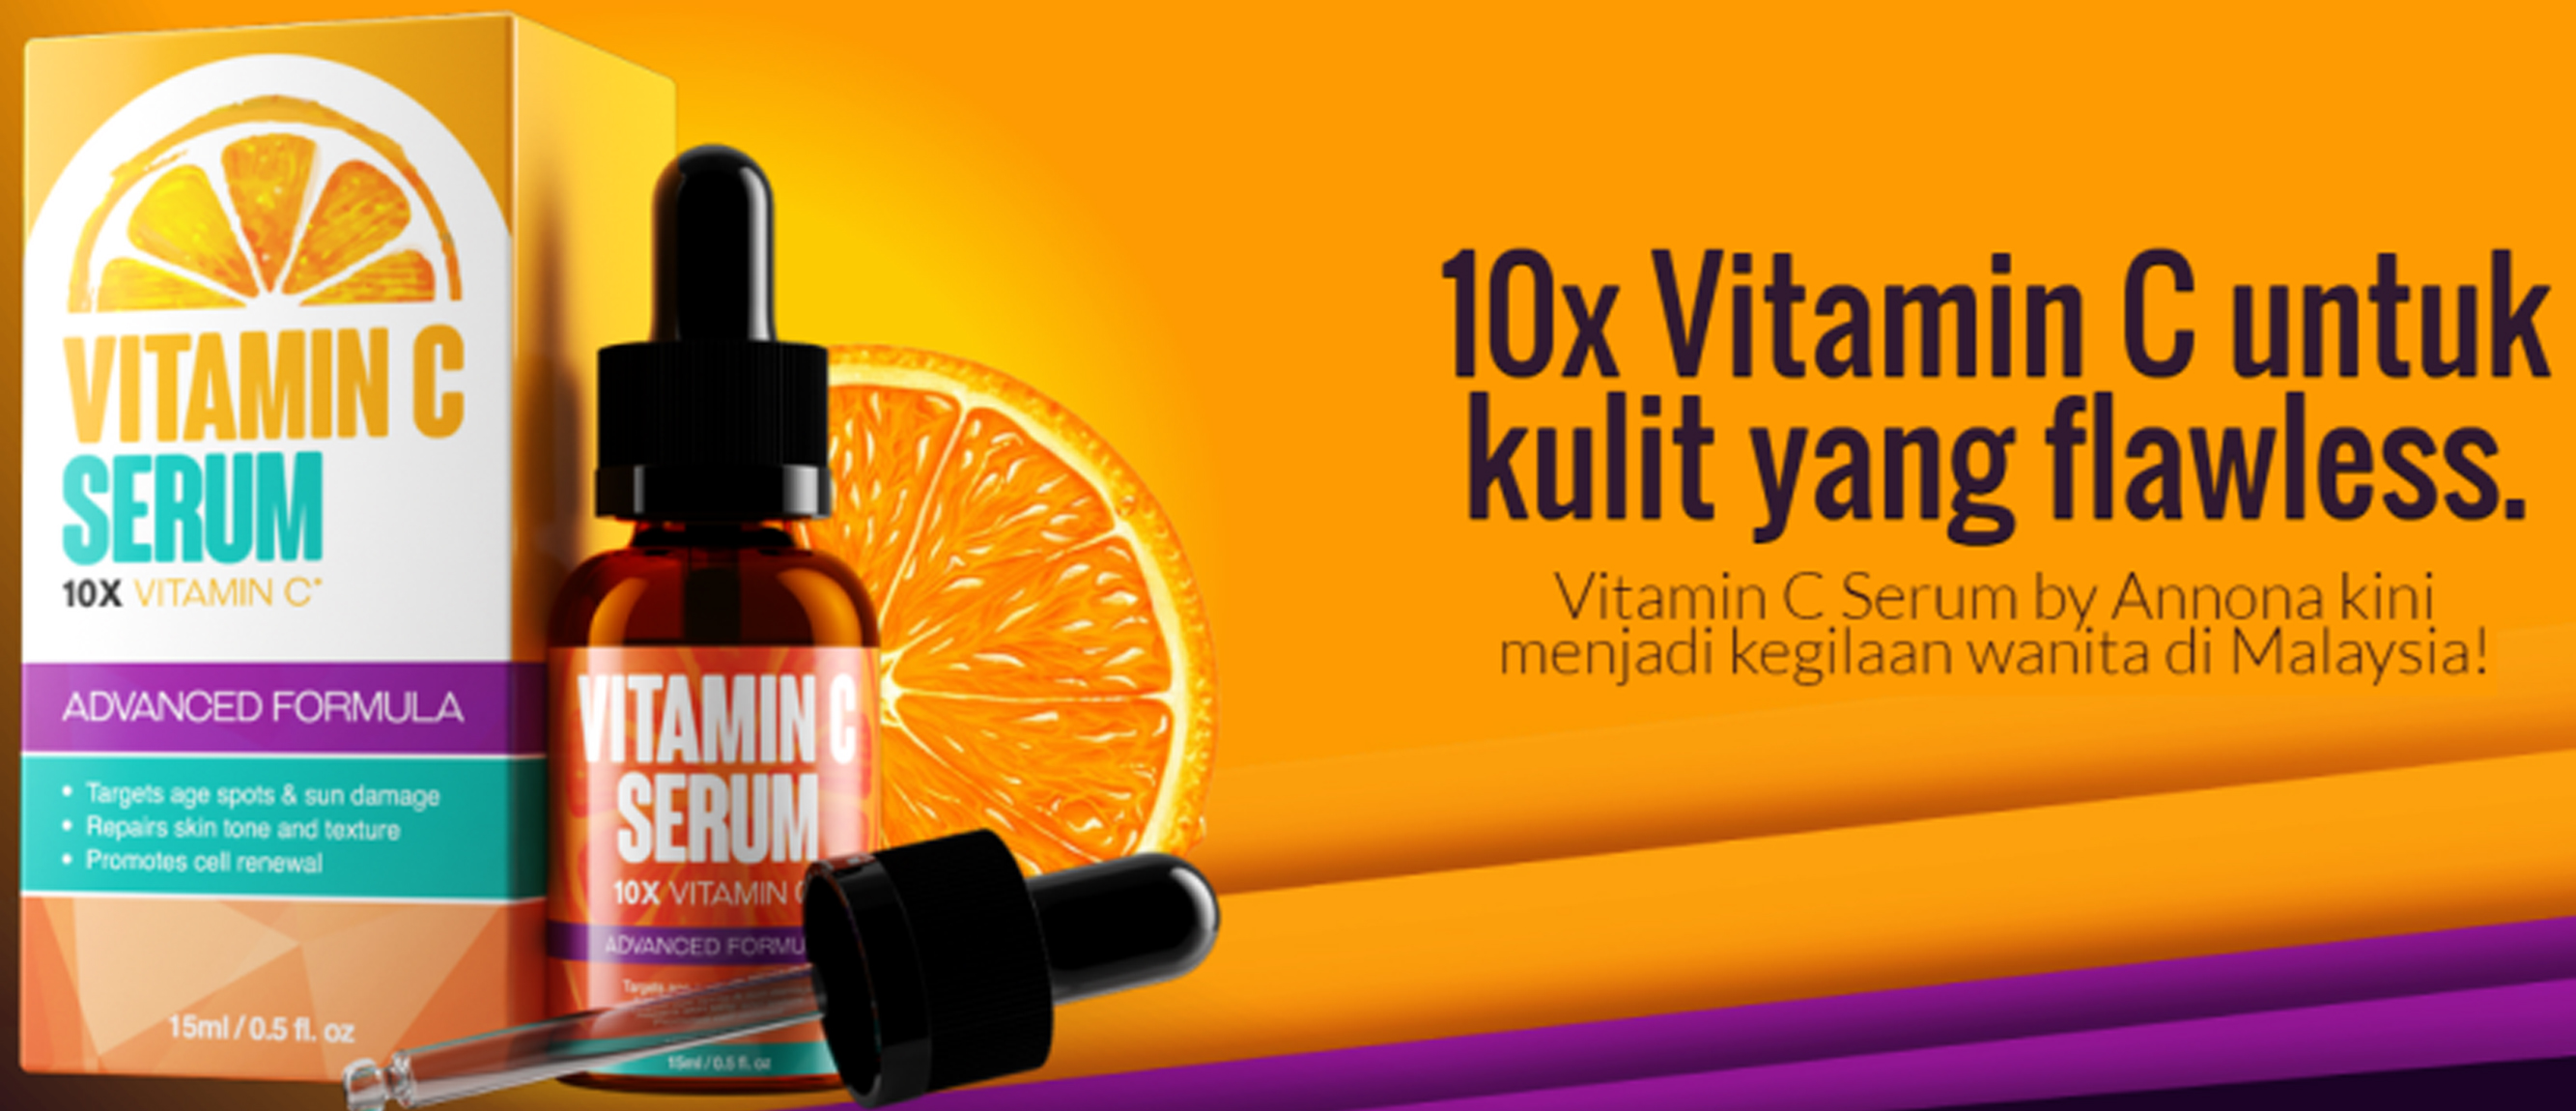 VITAMIN C
SERUM
10X VITAMIN C*
ADVANCED FORMULA
• Targets age spots & sun damage
• Repairs skin tone and texture
• Promotes cell renewal
15ml / 0.5 fl. oz
VITAMIN C
SERUM
10X VITAMIN
ADVANCED
Targets
15ml / 0.5 fl. oz
10x Vitamin C untuk
kulit yang flawless.
Vitamin C Serum by Annona kini
menjadi kegilaan wanita di Malaysia!